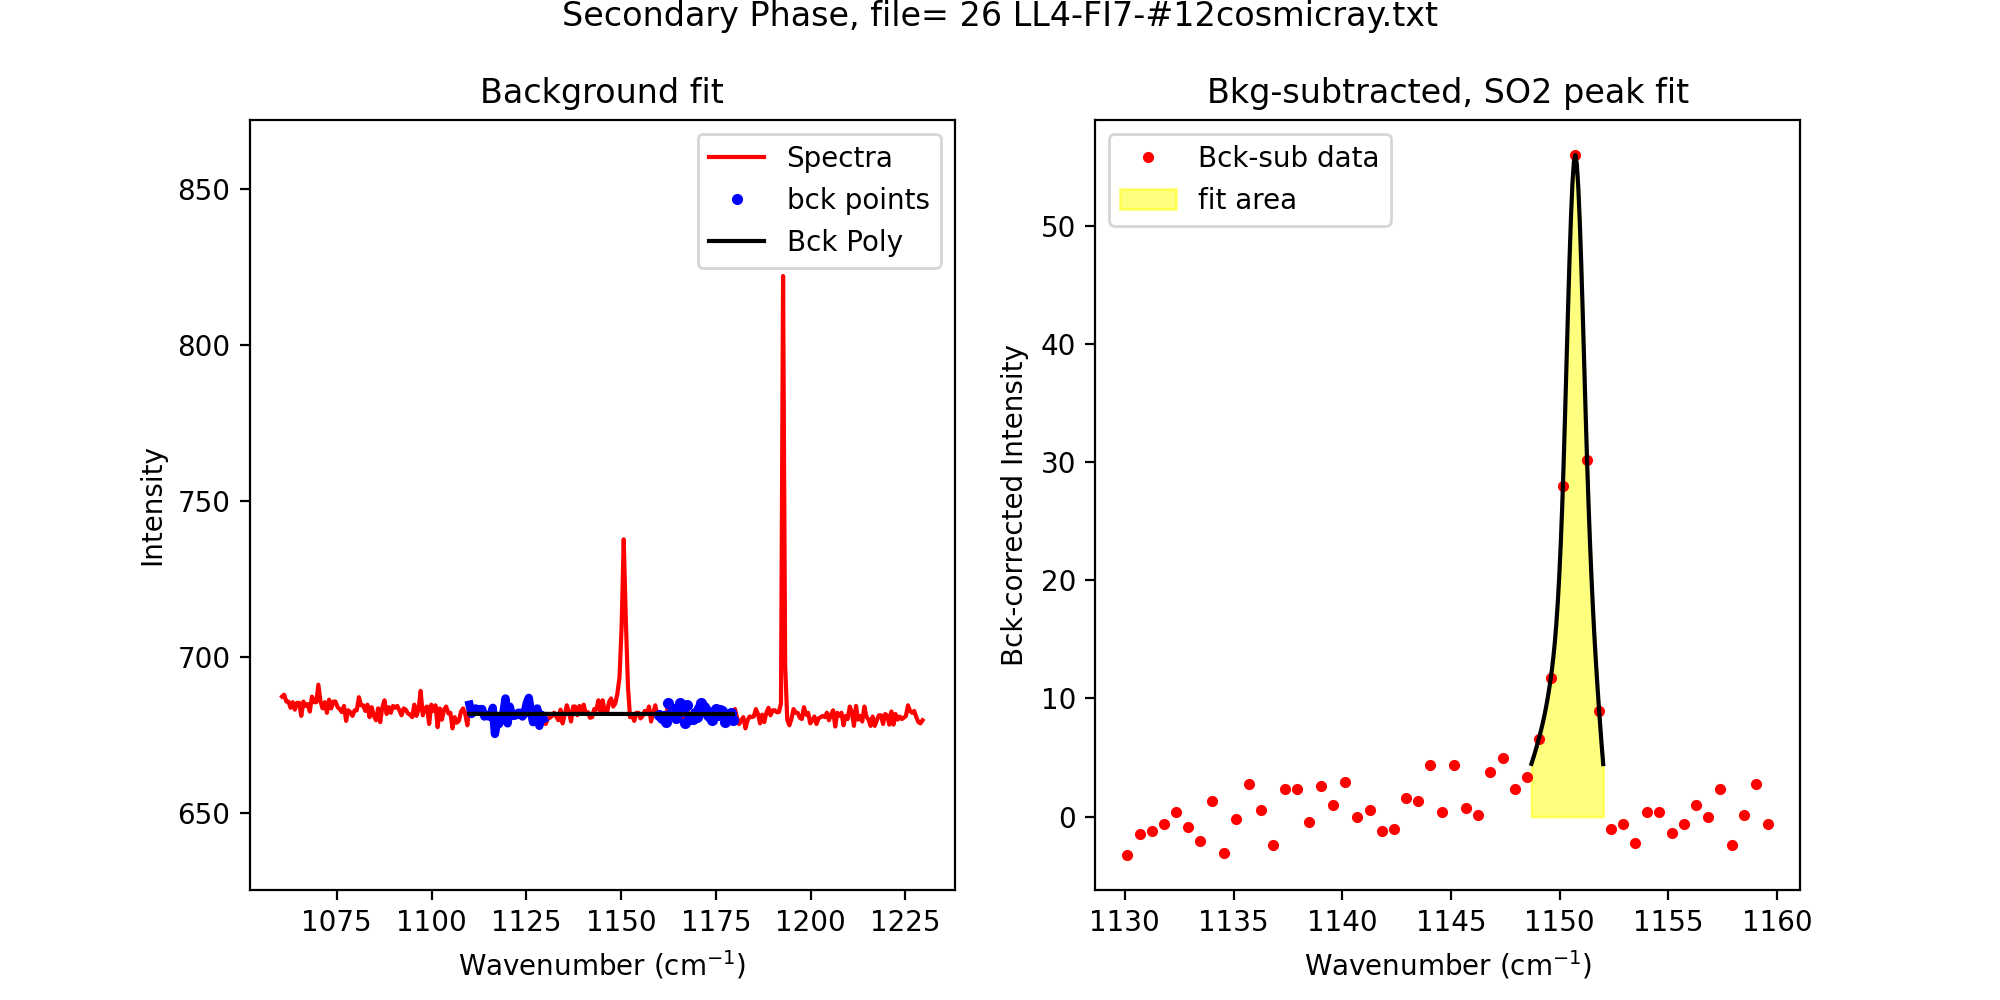 Secondary Phase, file= 26 LL4-FI7-#12cosmicray.txt
Background fit
Spectra
bck points
Bck Poly
850
800
750
700
650
Intensity
1075 1100 1125 1150 1175 1200 1225
Wavenumber (cm⁻¹)
Bkg-subtracted, SO2 peak fit
Bck-sub data
fit area
50
40
30
20
10
0
Bck-corrected Intensity
1130 1135 1140 1145 1150 1155 1160
Wavenumber (cm⁻¹)